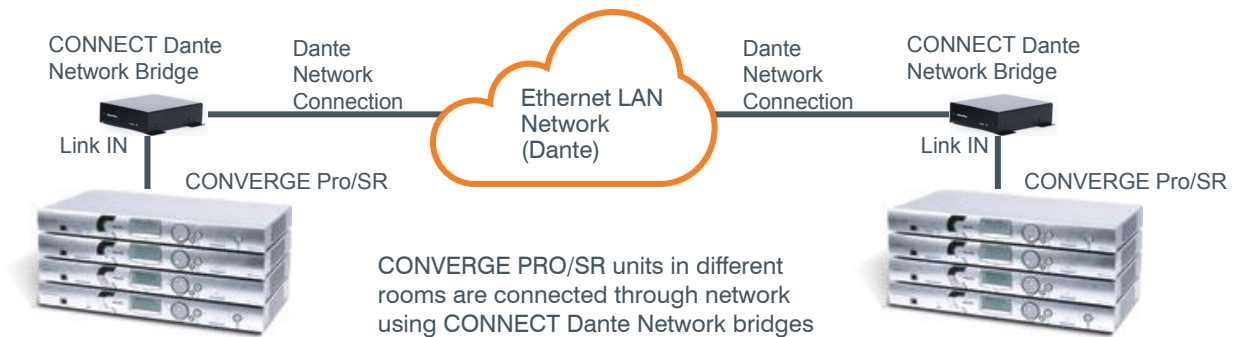 CONNECT Dante
Network Bridge
Dante
Network
Connection
Ethernet LAN
Network
(Dante)
Dante
Network
Connection
CONNECT Dante
Network Bridge
Link IN
Link IN
CONVERGE Pro/SR
CONVERGE Pro/SR
CONVERGE PRO/SR units in different
rooms are connected through network
using CONNECT Dante Network bridges